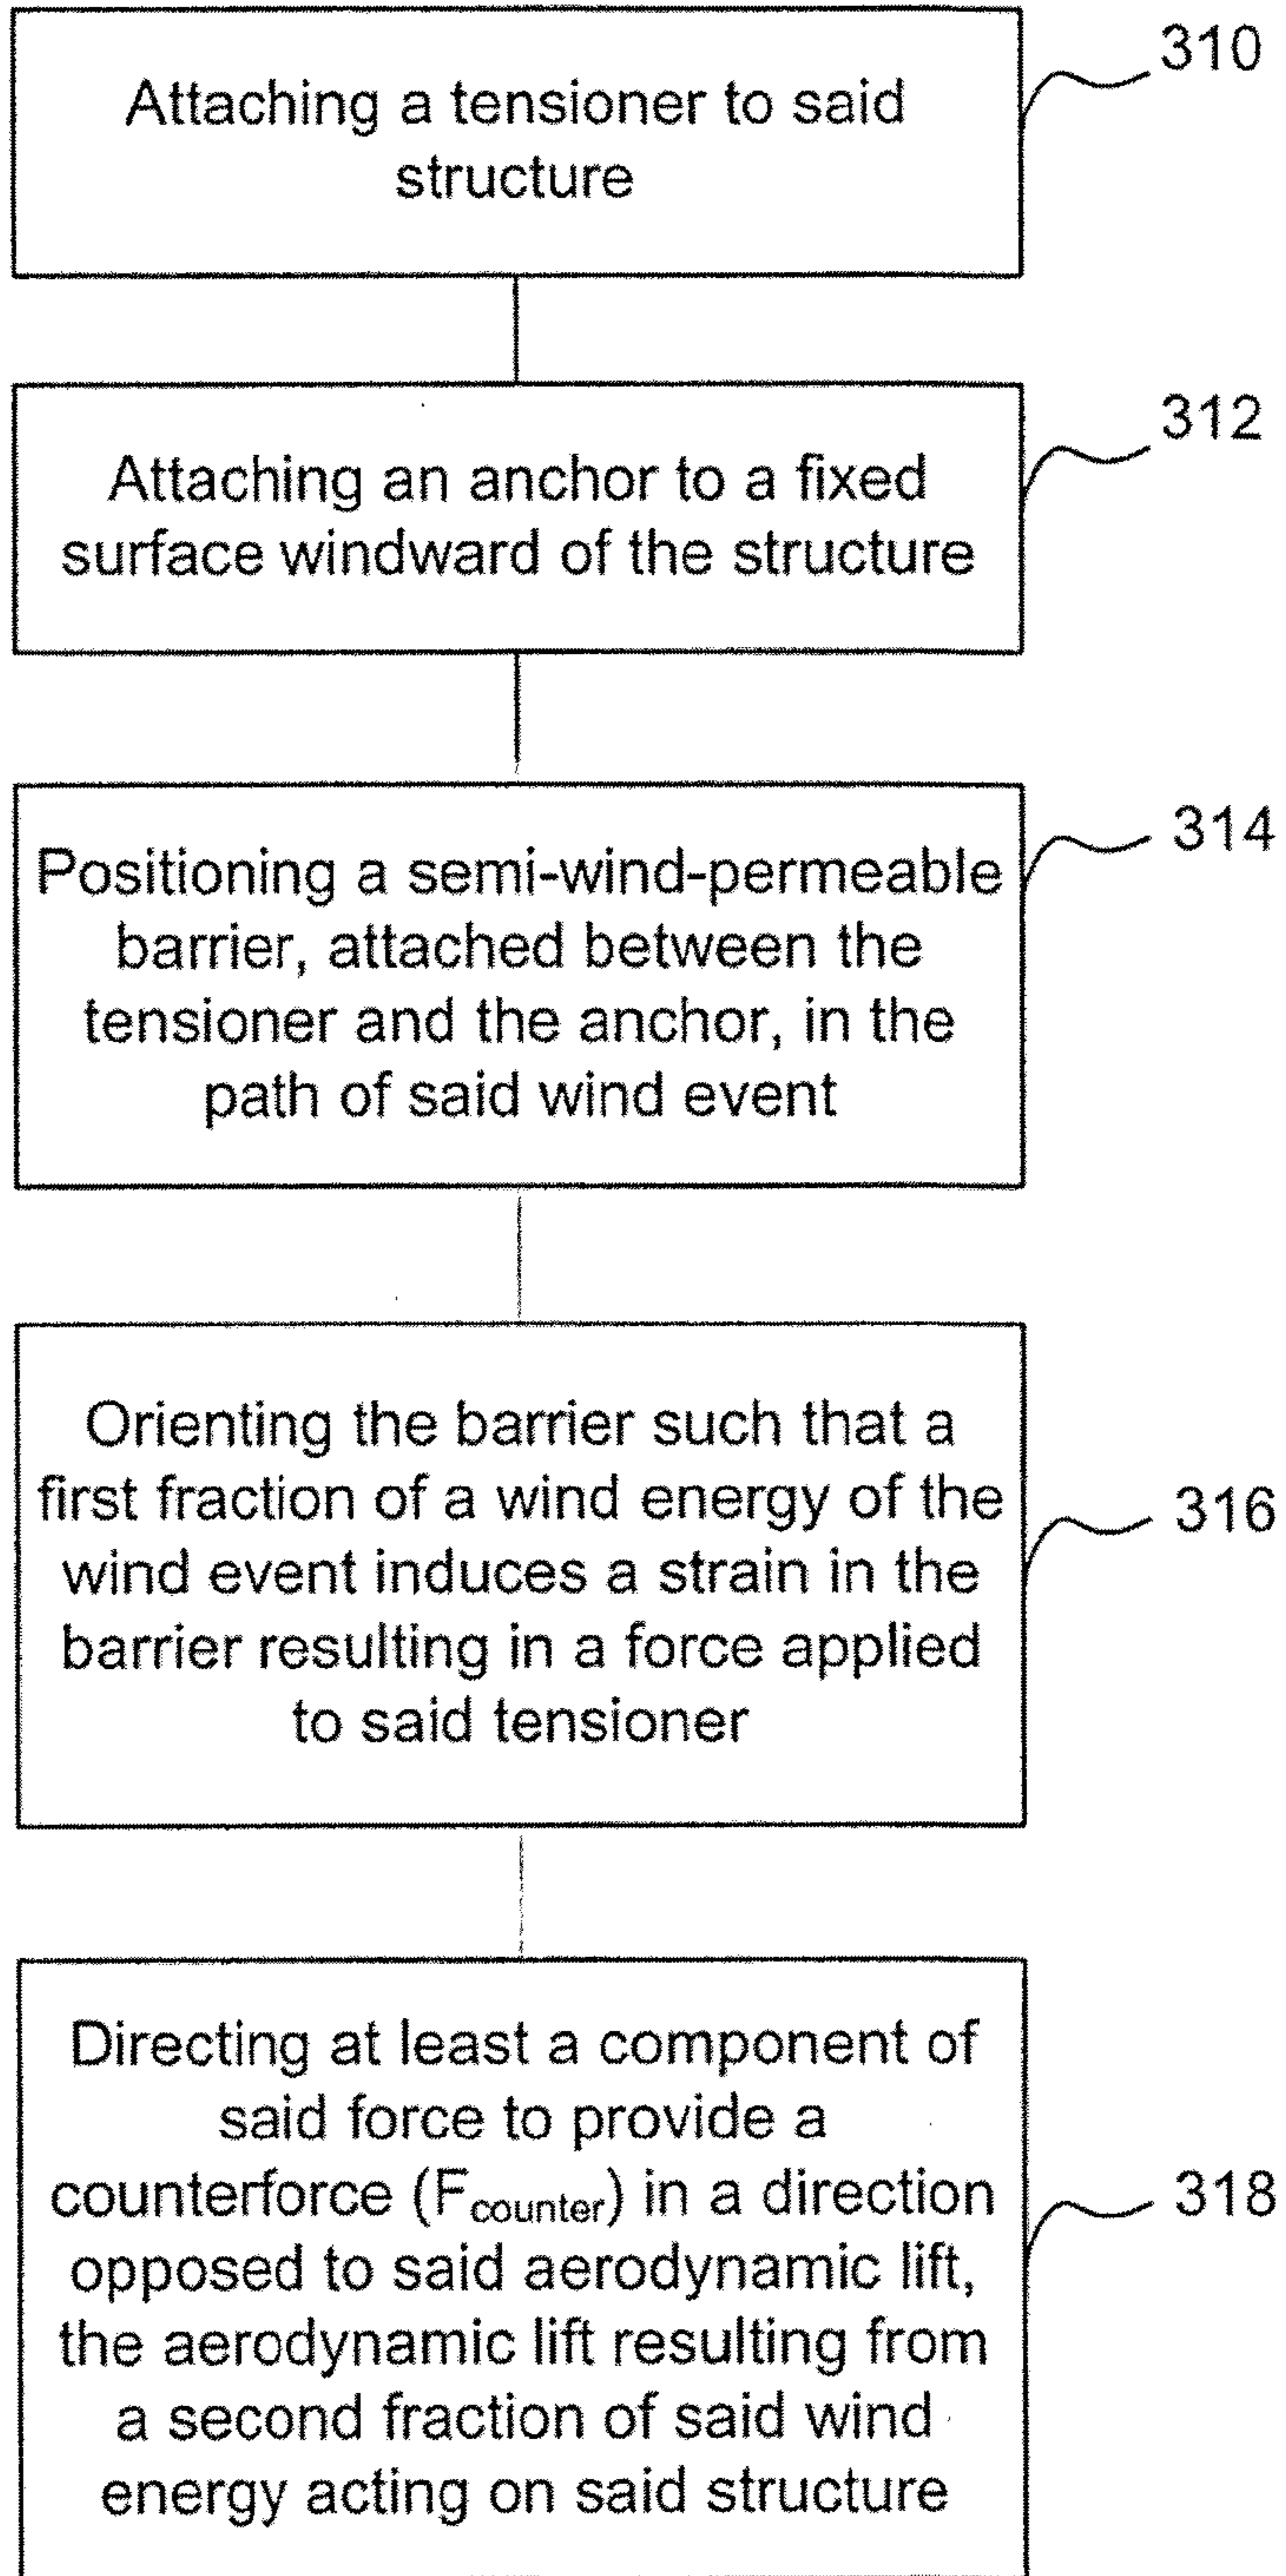 Attaching a tensioner to said
structure
310
Attaching an anchor to a fixed
surface windward of the structure
312
Positioning a semi-wind-permeable
barrier, attached between the
tensioner and the anchor, in the
path of said wind event
314
Orienting the barrier such that a
first fraction of a wind energy of the
wind event induces a strain in the
barrier resulting in a force applied
to said tensioner
316
Directing at least a component of
said force to provide a
counterforce (Fcounter) in a direction
opposed to said aerodynamic lift,
the aerodynamic lift resulting from
a second fraction of said wind
energy acting on said structure
318